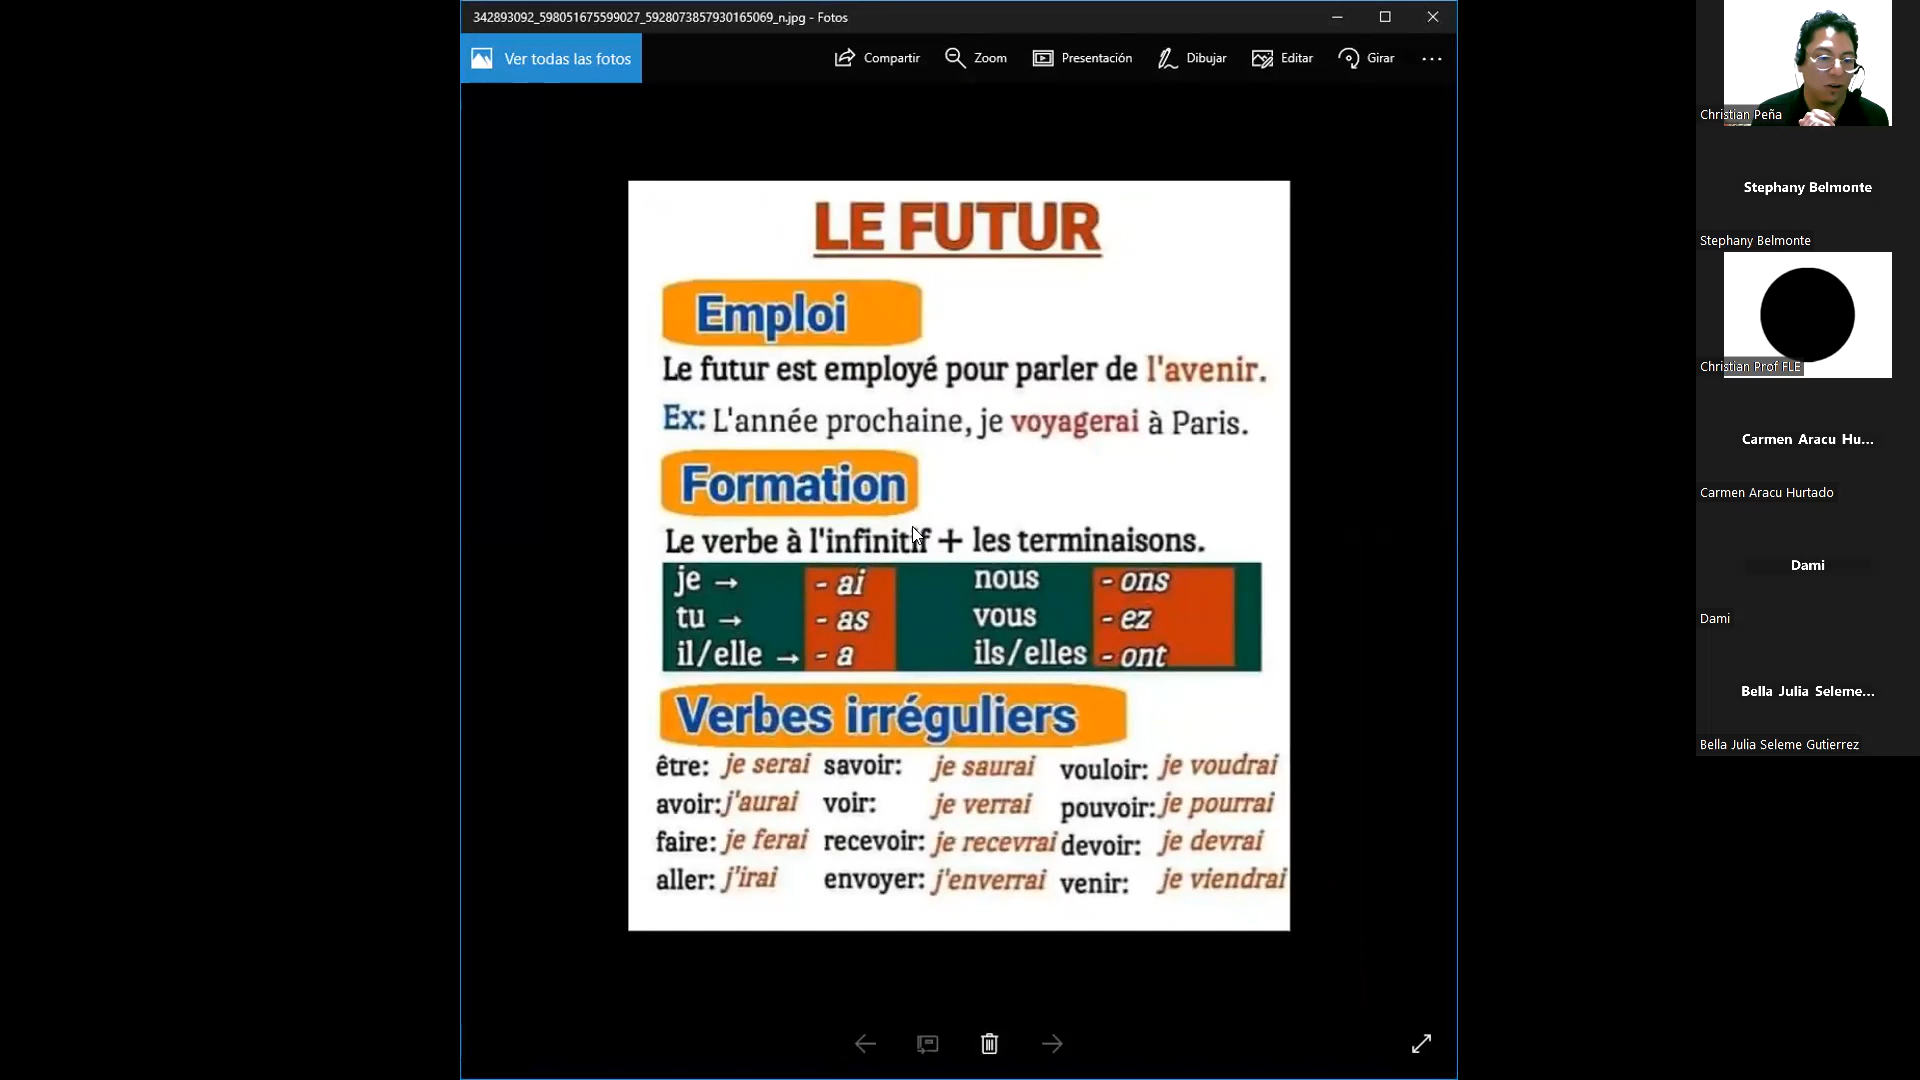 342893092_598051675599027_5928073857930165069_n.jpg - Fotos
Ver todas las fotos
Compartir
Zoom
Presentación
Dibujar
Editar
Girar
LE FUTUR
Emploi
Le futur est employé pour parler de l'avenir.
Ex: L'année prochaine, je voyagerai à Paris.
Formation
Le verbe à l'infinitif + les terminaisons.
je → - ai nous - ons
tu → - as vous - ez
il/elle → - a ils/elles - ont
Verbes irréguliers
être: je serai savoir: je saurai vouloir: je voudrai
avoir: j'aurai voir: je verrai pouvoir: je pourrai
faire: je ferai recevoir: je recevrai devoir: je devrai
aller: j'irai envoyer: j'enverrai venir: je viendrai
Christian Peña
Stephany Belmonte
Stephany Belmonte
Christian Prof FLE
Carmen Aracu Hu...
Carmen Aracu Hurtado
Dami
Dami
Bella Julia Seleme...
Bella Julia Seleme Gutierrez